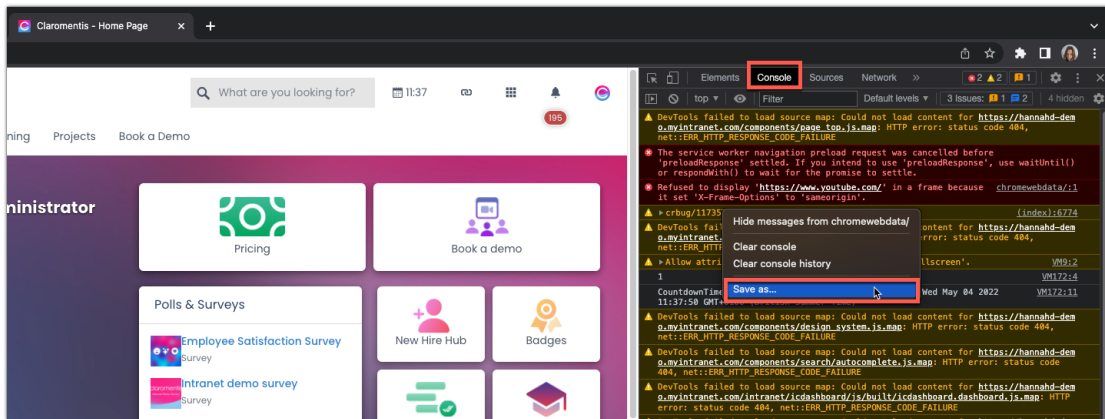 Claromentis - Home Page
What are you looking for?
11:37
195
ning Projects Book a Demo
ministrator
Pricing
Book a demo
Polls & Surveys
Employee Satisfaction Survey
Survey
Intranet demo survey
Survey
New Hire Hub
Badges
Elements Console Sources Network » 2 2 1
top ▼ Filter Default levels ▼ 3 Issues: 1 2 4 hidden
DevTools failed to load source map: Could not load content for https://hannahd-dem
o.myintranet.com/components/page_top.js.map: HTTP error: status code 404,
net::ERR_HTTP_RESPONSE_CODE_FAILURE
The service worker navigation preload request was cancelled before
'preloadResponse' settled. If you intend to use 'preloadResponse', use waitUntil()
or respondWith() to wait for the promise to settle.
Refused to display 'https://www.youtube.com/' in a frame because chromewebdata/:1
it set 'X-Frame-Options' to 'sameorigin'.
▸crbug/11735 (index):6774
DevTools fai ontent for https://hannahd-dem
o.myintranet. error: status code 404,
net::ERR_HTT
▸Allow attri llscreen'. VM9:2
1 VM172:4
CountdownTime Wed May 04 2022 VM172:11
11:37:50 GMT+
Hide messages from chromewebdata/
Clear console
Clear console history
Save as...
DevTools failed to load source map: Could not load content for https://hannahd-dem
o.myintranet.com/components/design_system.js.map: HTTP error: status code 404,
net::ERR_HTTP_RESPONSE_CODE_FAILURE
DevTools failed to load source map: Could not load content for https://hannahd-dem
o.myintranet.com/components/search/autocomplete.js.map: HTTP error: status code
404, net::ERR_HTTP_RESPONSE_CODE_FAILURE
DevTools failed to load source map: Could not load content for https://hannahd-dem
o.myintranet.com/intranet/icdashboard/js/built/icdashboard.dashboard.js.map: HTTP
error: status code 404, net::ERR_HTTP_RESPONSE_CODE_FAILURE